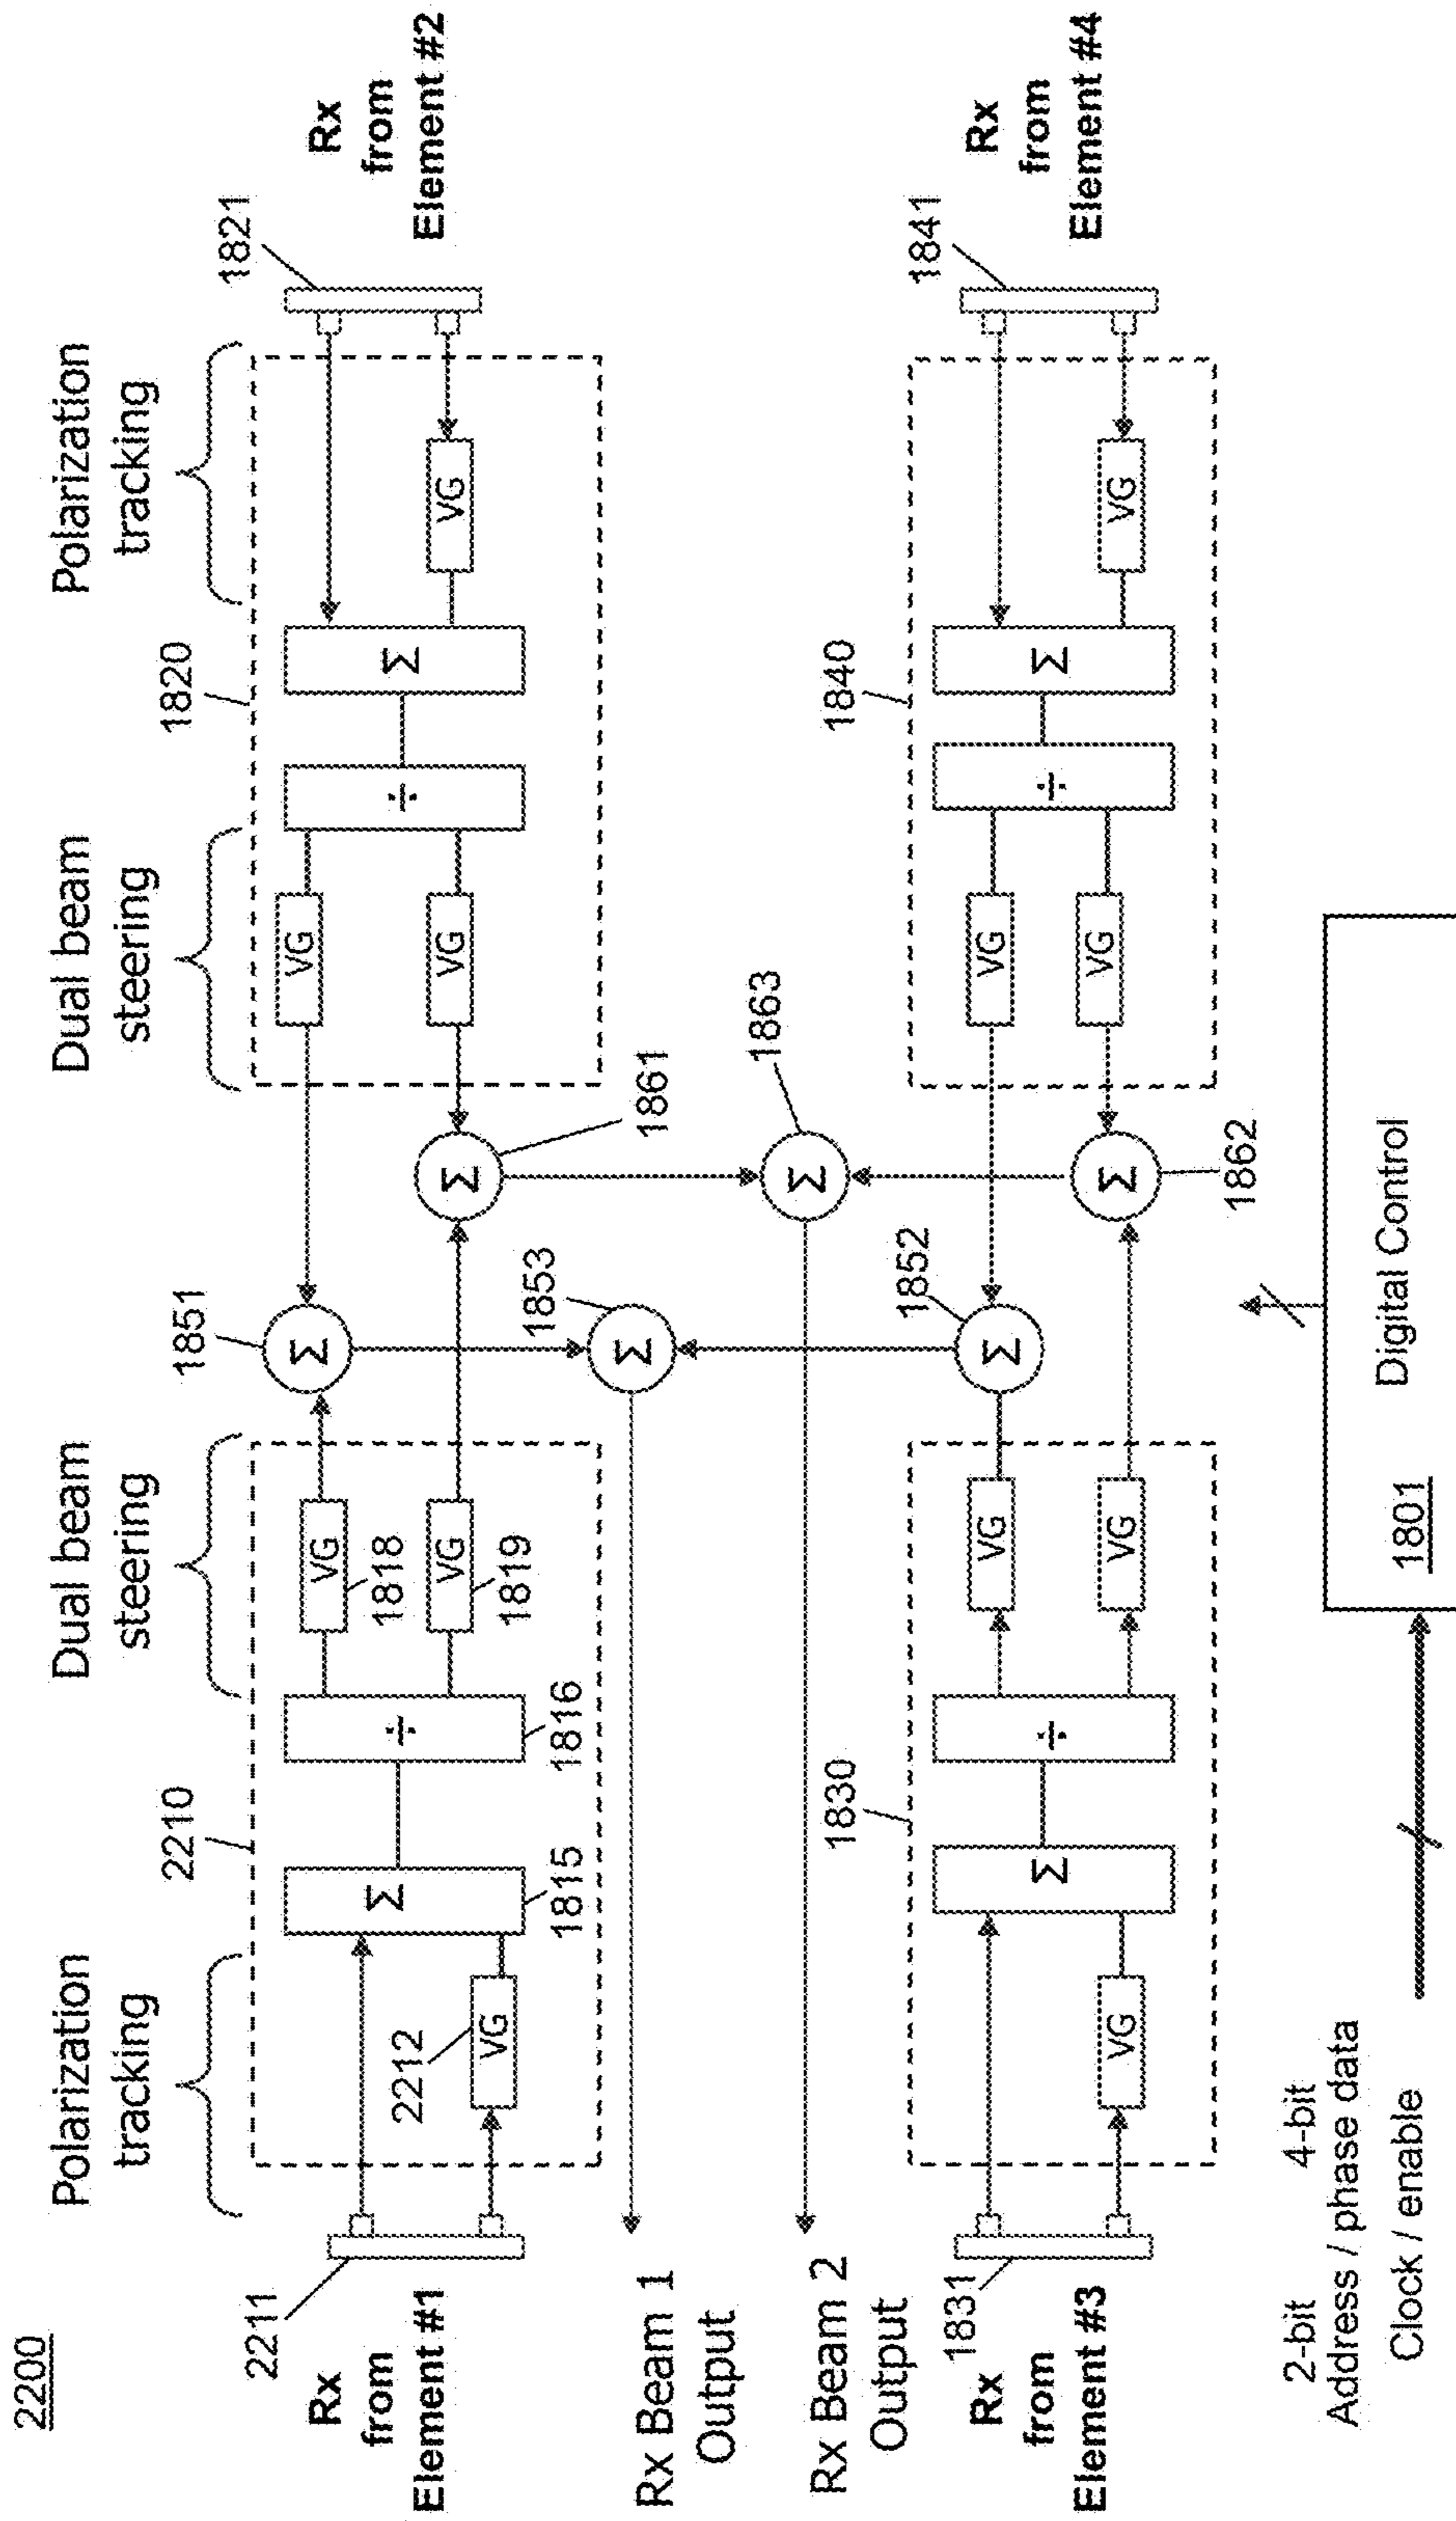 2200
Polarization
tracking
Dual beam
steering
Dual beam
steering
Polarization
tracking
2210
1820
2211
1851
1821
Rx
from
Element #1
2212
VG
Σ
1815
÷
1816
VG
1818
VG
1819
Σ
VG
VG
÷
Σ
VG
Rx
from
Element #2
Σ
1861
1853
Σ
1863
Σ
Rx Beam 1
Output
Rx Beam 2
Output
1830
1852
1840
1831
1841
Rx
from
Element #3
VG
Σ
÷
VG
VG
Σ
Σ
1862
VG
VG
÷
Σ
VG
Rx
from
Element #4
2-bit 4-bit
Address / phase data
Clock / enable
Digital Control
1801